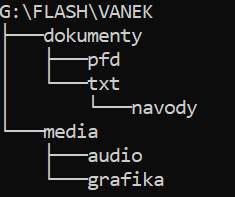 G:\FLASH\VANEK
├───dokumenty
│   ├───pfd
│   └───txt
│       └───navody
└───media
    ├───audio
    └───grafika